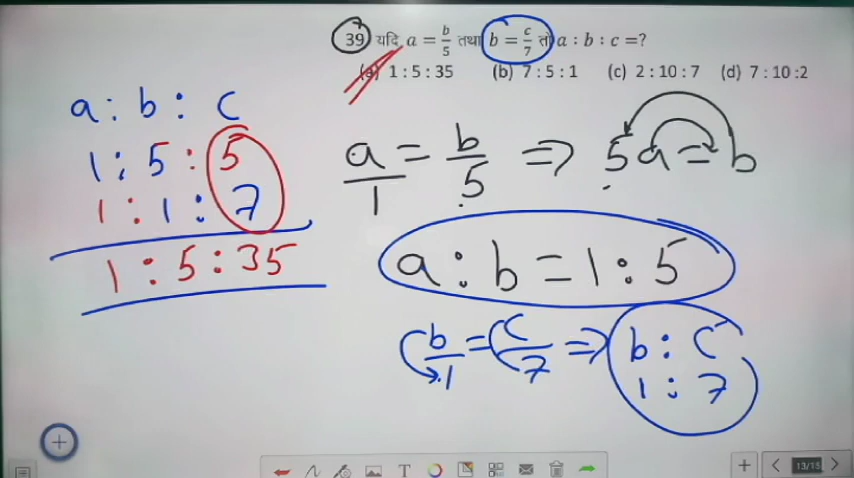 39 यदि a = b/5 तथा b = c/7 तो a : b : c =?
(a) 1 : 5 : 35 (b) 7 : 5 : 1 (c) 2 : 10 : 7 (d) 7 : 10 :2
a : b : c
1 : 5 : 5
1 : 1 : 7
1 : 5 : 35
a/1 = b/5 ⇒ 5a = b
a : b = 1 : 5
b/1 = c/7 ⇒ b : c
1 : 7
T
13/15